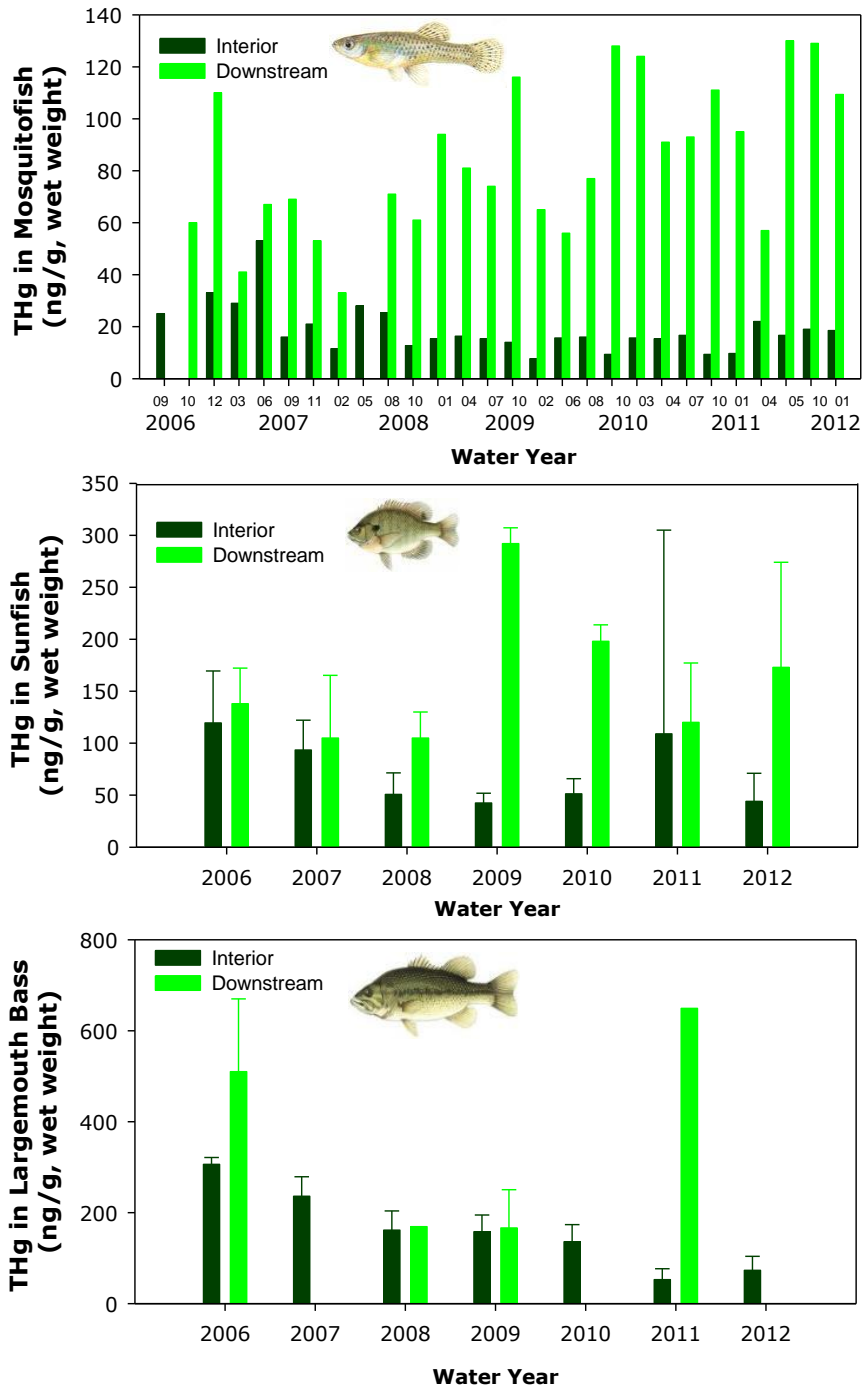 THg in Mosquitofish
(ng/g, wet weight)
140
120
100
80
60
40
20
0
Interior
Downstream
09 10 12 03 06 09 11 02 05 08 10 01 04 07 10 02 06 08 10 03 04 07 10 01 04 05 10 01
2006 2007 2008 2009 2010 2011 2012
Water Year
THg in Sunfish
(ng/g, wet weight)
350
300
250
200
150
100
50
0
Interior
Downstream
2006 2007 2008 2009 2010 2011 2012
Water Year
THg in Largemouth Bass
(ng/g, wet weight)
800
600
400
200
0
Interior
Downstream
2006 2007 2008 2009 2010 2011 2012
Water Year